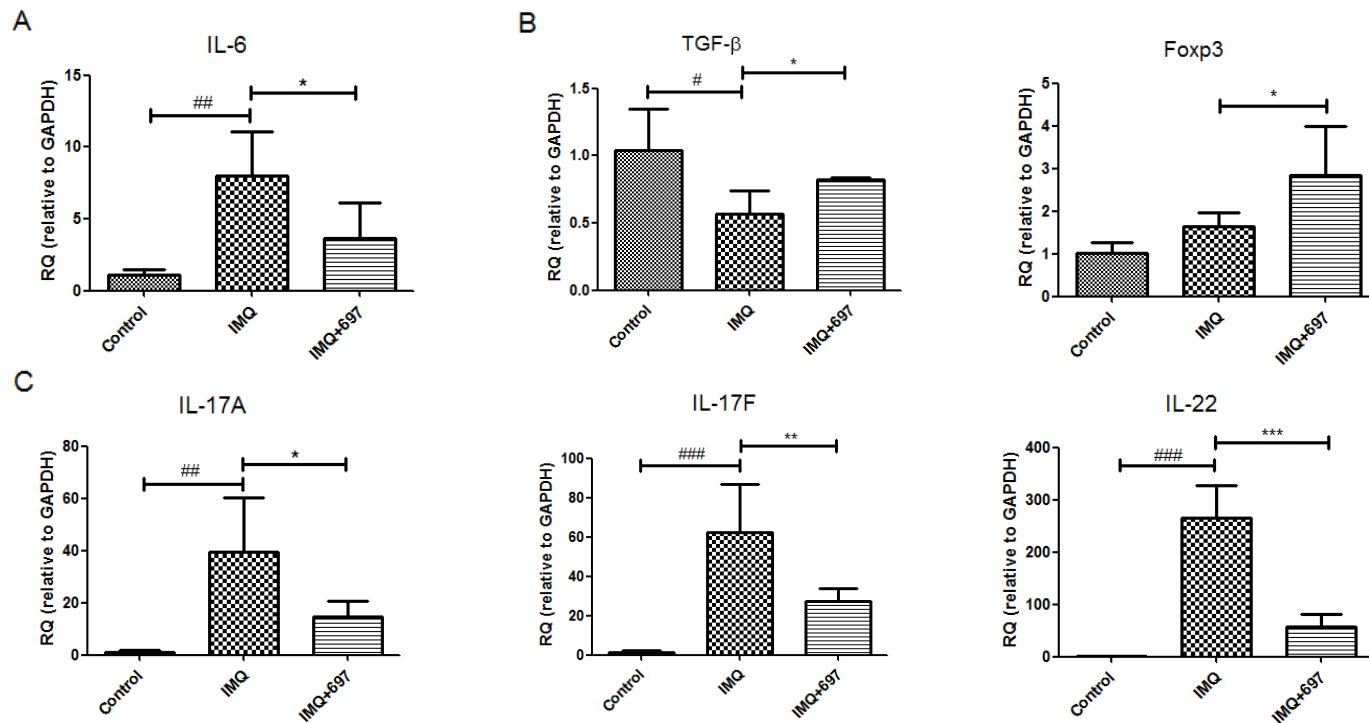 A
IL-6
RQ (relative to GAPDH)
15
10
5
0
##
*
Control
IMQ
IMQ+697
B
TGF-β
RQ (relative to GAPDH)
1.5
1.0
0.5
0.0
#
*
Control
IMQ
IMQ+697
Foxp3
RQ (relative to GAPDH)
5
4
3
2
1
0
*
Control
IMQ
IMQ+697
C
IL-17A
RQ (relative to GAPDH)
80
60
40
20
0
##
*
Control
IMQ
IMQ+697
IL-17F
RQ (relative to GAPDH)
100
80
60
40
20
0
###
**
Control
IMQ
IMQ+697
IL-22
RQ (relative to GAPDH)
400
300
200
100
0
###
***
Control
IMQ
IMQ+697